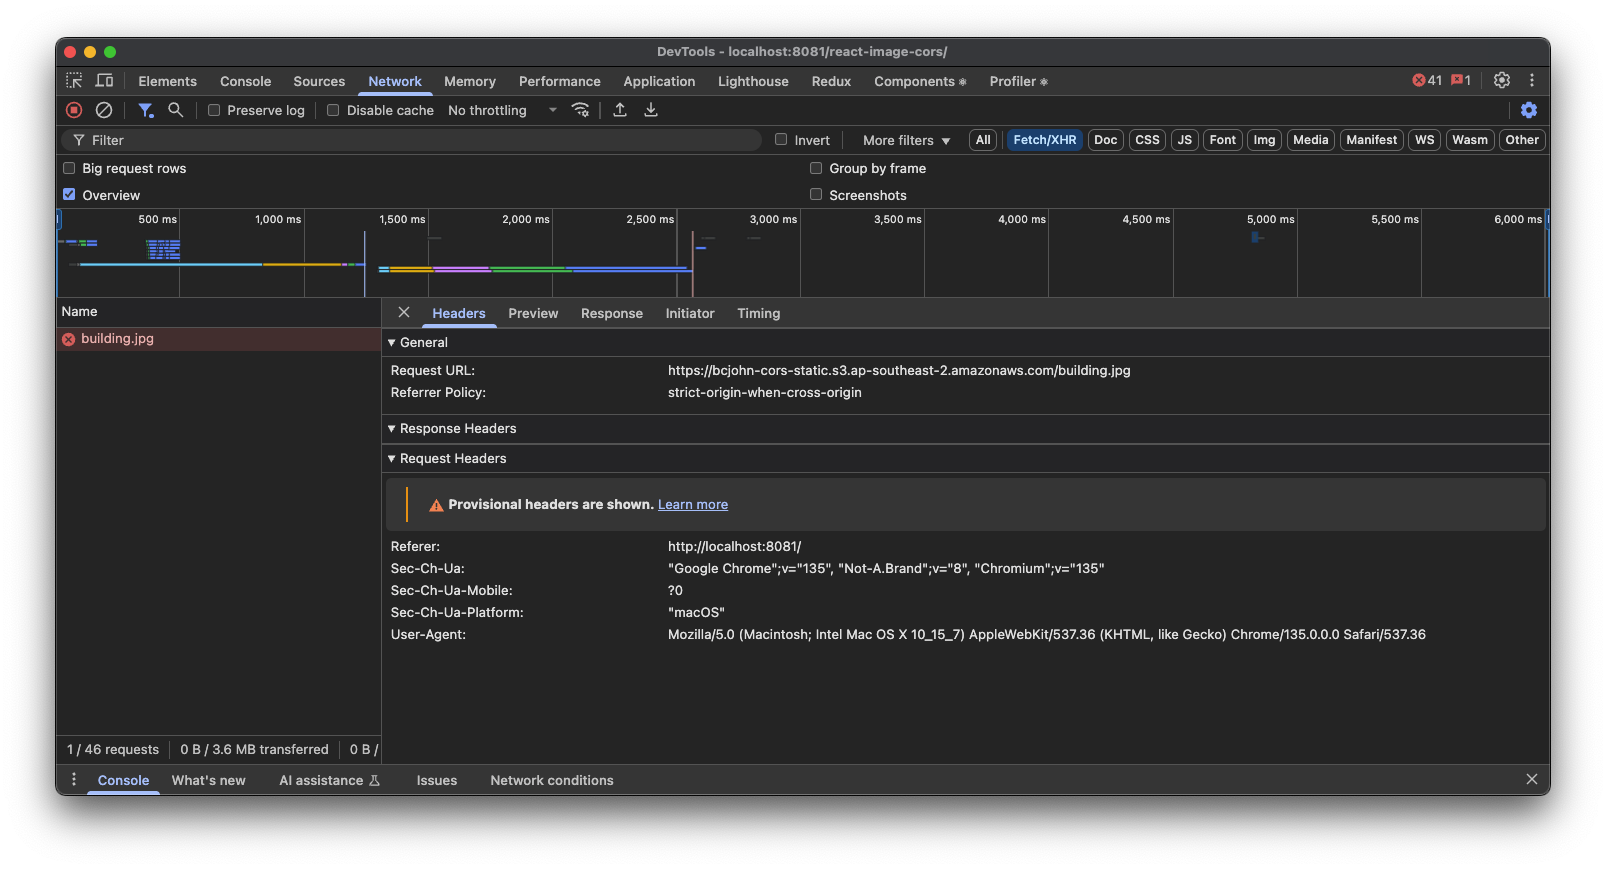 DevTools - localhost:8081/react-image-cors/
Elements Console Sources Network Memory Performance Application Lighthouse Redux Components Profiler 41 1
Preserve log Disable cache No throttling
Filter Invert More filters All Fetch/XHR Doc CSS JS Font Img Media Manifest WS Wasm Other
Big request rows Group by frame
Overview Screenshots
500 ms 1,000 ms 1,500 ms 2,000 ms 2,500 ms 3,000 ms 3,500 ms 4,000 ms 4,500 ms 5,000 ms 5,500 ms 6,000 ms
Name
building.jpg
1 / 46 requests 0 B / 3.6 MB transferred 0 B /
Headers Preview Response Initiator Timing
General
Request URL: https://bcjohn-cors-static.s3.ap-southeast-2.amazonaws.com/building.jpg
Referrer Policy: strict-origin-when-cross-origin
Response Headers
Request Headers
Provisional headers are shown. Learn more
Referer: http://localhost:8081/
Sec-Ch-Ua: "Google Chrome";v="135", "Not-A.Brand";v="8", "Chromium";v="135"
Sec-Ch-Ua-Mobile: ?0
Sec-Ch-Ua-Platform: "macOS"
User-Agent: Mozilla/5.0 (Macintosh; Intel Mac OS X 10_15_7) AppleWebKit/537.36 (KHTML, like Gecko) Chrome/135.0.0.0 Safari/537.36
Console What's new AI assistance Issues Network conditions